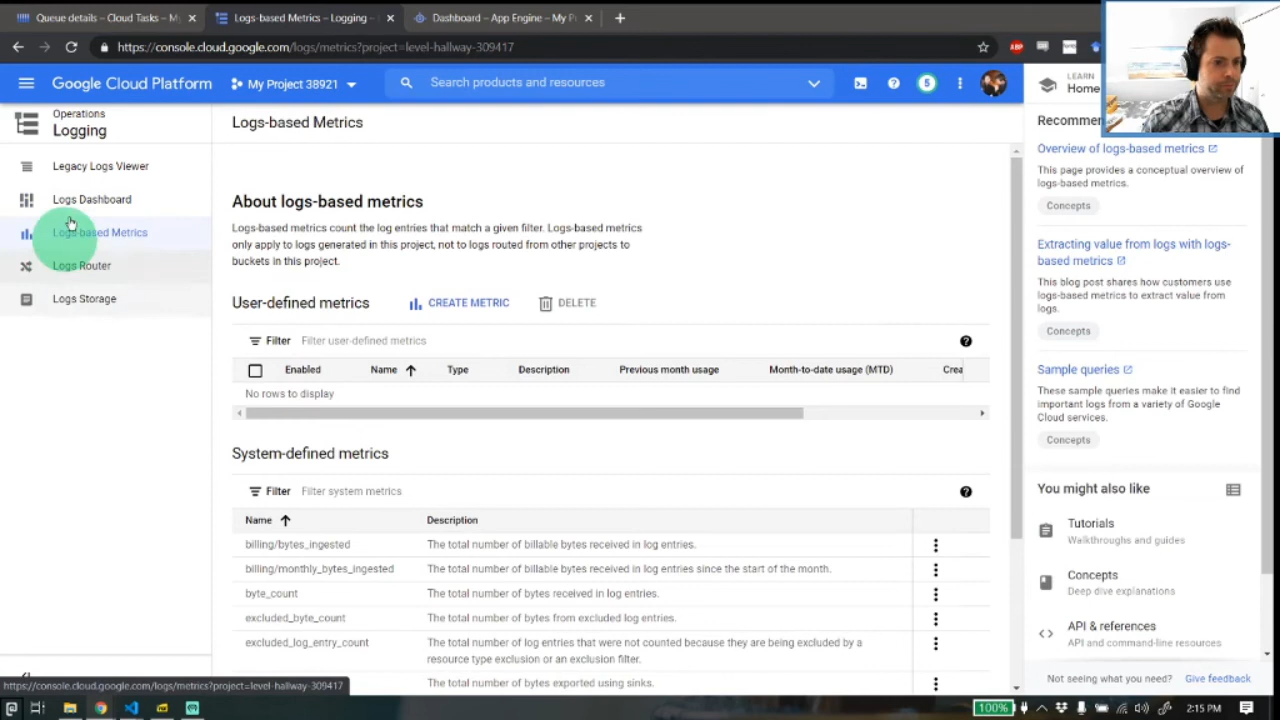 Queue details – Cloud Tasks – My
Logs-based Metrics – Logging –
Dashboard – App Engine – My Pr
https://console.cloud.google.com/logs/metrics?project=level-hallway-309417
ABP
Google Cloud Platform
My Project 38921
Search products and resources
5
Operations
Logging
Legacy Logs Viewer
Logs Dashboard
Logs-based Metrics
Logs Router
Logs Storage
Logs-based Metrics
About logs-based metrics
Logs-based metrics count the log entries that match a given filter. Logs-based metrics
only apply to logs generated in this project, not to logs routed from other projects to
buckets in this project.
User-defined metrics
CREATE METRIC
DELETE
Filter Filter user-defined metrics
Enabled Name Type Description Previous month usage Month-to-date usage (MTD) Crea
No rows to display
System-defined metrics
Filter Filter system metrics
Name Description
billing/bytes_ingested The total number of billable bytes received in log entries.
billing/monthly_bytes_ingested The total number of billable bytes received in log entries since the start of the month.
byte_count The total number of bytes received in log entries.
excluded_byte_count The total number of bytes from excluded log entries.
excluded_log_entry_count The total number of log entries that were not counted because they are being excluded by a
resource type exclusion or an exclusion filter.
The total number of bytes exported using sinks.
LEARN
Home
Recommen
Overview of logs-based metrics
This page provides a conceptual overview of
logs-based metrics.
Concepts
Extracting value from logs with logs-
based metrics
This blog post shares how customers use
logs-based metrics to extract value from
logs.
Concepts
Sample queries
These sample queries make it easier to find
important logs from a variety of Google
Cloud services.
Concepts
You might also like
Tutorials
Walkthroughs and guides
Concepts
Deep dive explanations
API & references
API and command-line resources
Not seeing what you need? Give feedback
https://console.cloud.google.com/logs/metrics?project=level-hallway-309417
100%
2:15 PM